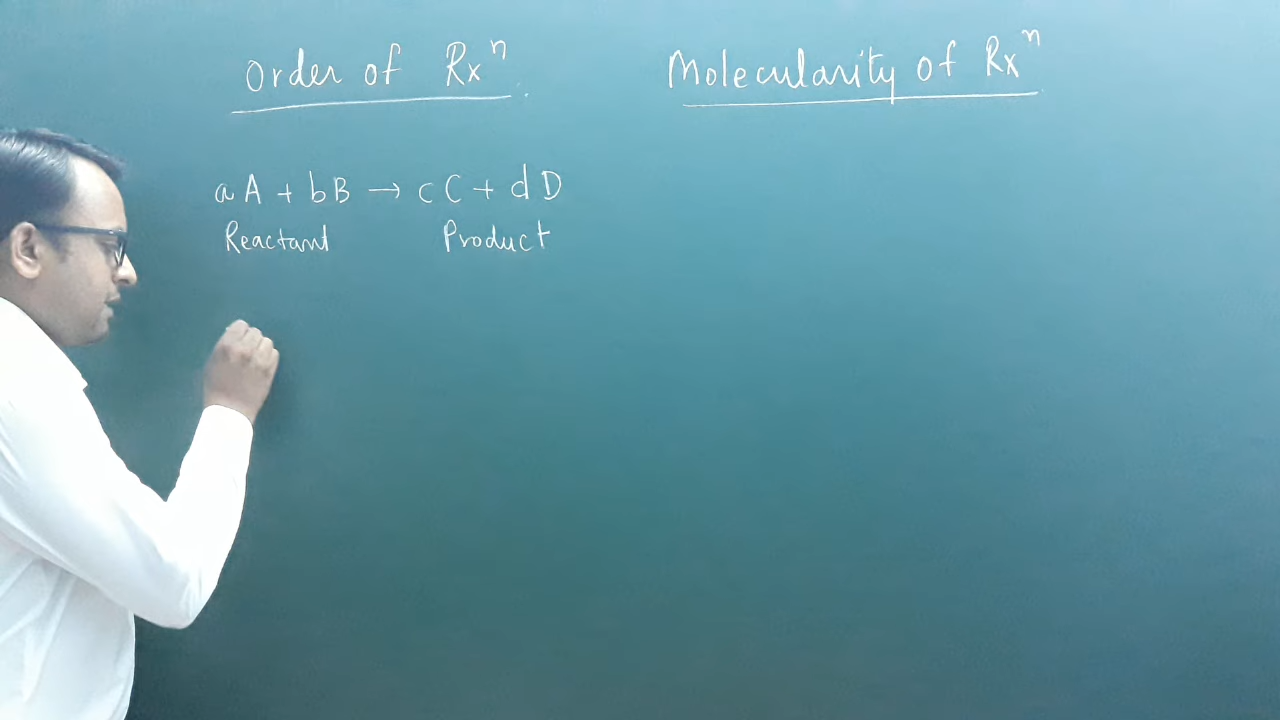 Order of Rxⁿ
Molecularity of Rxⁿ
aA + bB → cC + dD
Reactant Product